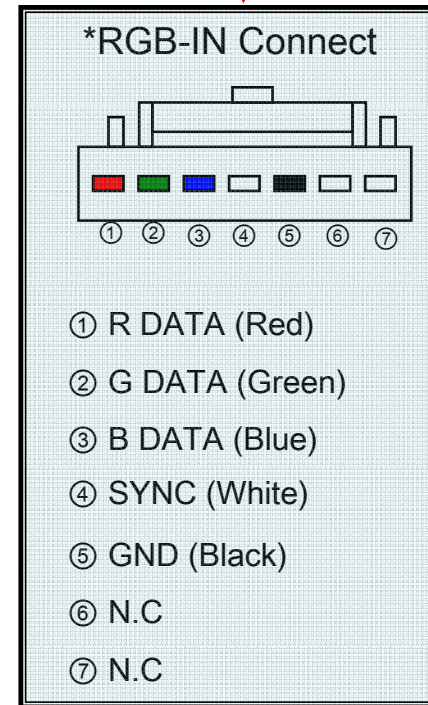 *RGB-IN Connect
① ② ③ ④ ⑤ ⑥ ⑦
① R DATA (Red)
② G DATA (Green)
③ B DATA (Blue)
④ SYNC (White)
⑤ GND (Black)
⑥ N.C
⑦ N.C